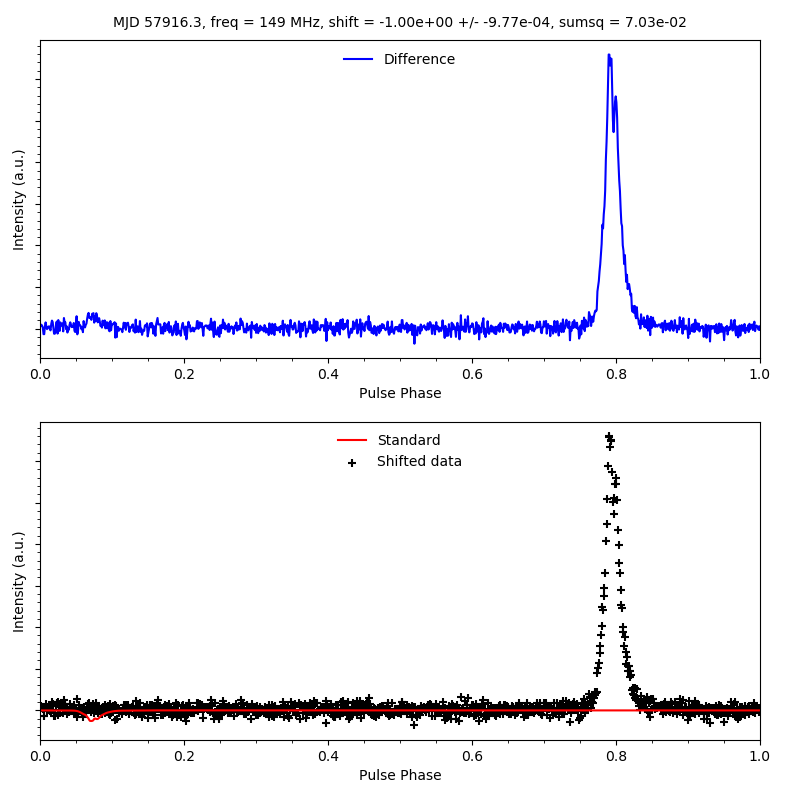 MJD 57916.3, freq = 149 MHz, shift = -1.00e+00 +/- -9.77e-04, sumsq = 7.03e-02
Difference
Intensity (a.u.)
0.0 0.2 0.4 0.6 0.8 1.0
Pulse Phase
Standard
Shifted data
Intensity (a.u.)
0.0 0.2 0.4 0.6 0.8 1.0
Pulse Phase